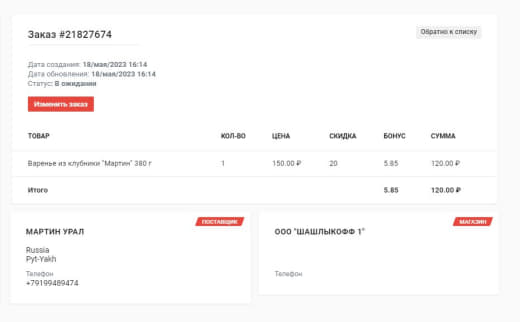 Заказ #21827674
Обратно к списку
Дата создания: 18/мая/2023 16:14
Дата обновления: 18/мая/2023 16:14
Статус: В ожидании
Изменить заказ
ТОВАР КОЛ-ВО ЦЕНА СКИДКА БОНУС СУММА
Варенье из клубники "Мартин" 380 г 1 150.00 ₽ 20 5.85 120.00 ₽
Итого 5.85 120.00 ₽
ПОСТАВЩИК
МАРТИН УРАЛ
Russia
Pyt-Yakh
Телефон
+79199489474
МАГАЗИН
ООО "ШАШЛЫКОФФ 1"
Телефон